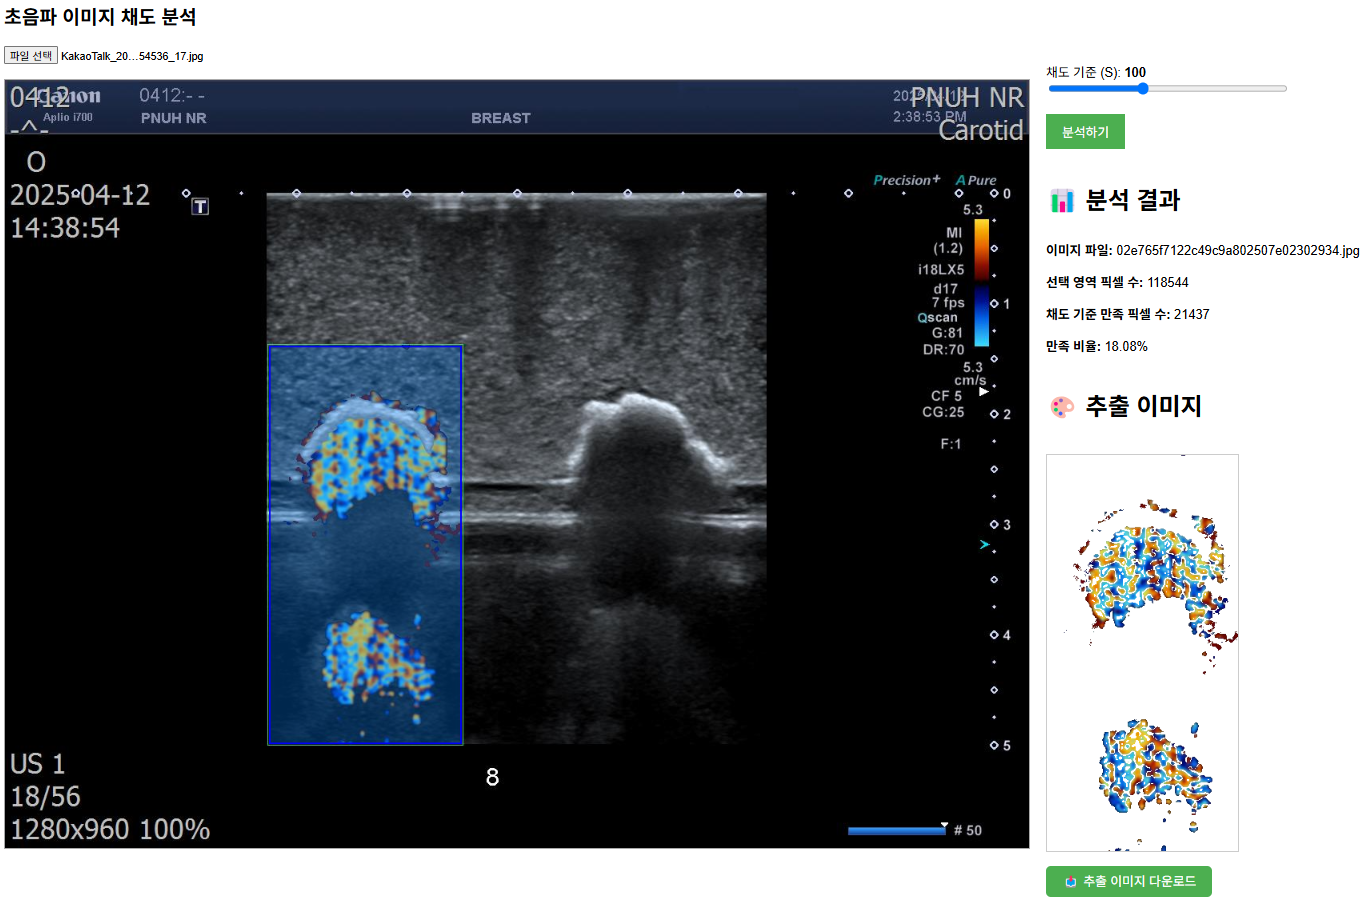 초음파 이미지 채도 분석
파일 선택 KakaoTalk_20...54536_17.jpg
채도 기준 (S): 100
분석하기
0412
Canon
0412:- -
PNUH NR
-^-
Aplio i700
PNUH NR
BREAST
2:38:53 PM
Carotid
O
2025-04-12
14:38:54
T
Precision+ A Pure
0
5.3
MI
(1.2)
i18LX5
d17
7 fps
1
Qscan
G:81
DR:70
5.3
cm/s
CF 5
CG:25
2
F:1
3
4
5
US 1
8
18/56
1280x960 100%
# 50
분석 결과
이미지 파일: 02e765f7122c49c9a802507e02302934.jpg
선택 영역 픽셀 수: 118544
채도 기준 만족 픽셀 수: 21437
만족 비율: 18.08%
추출 이미지
추출 이미지 다운로드